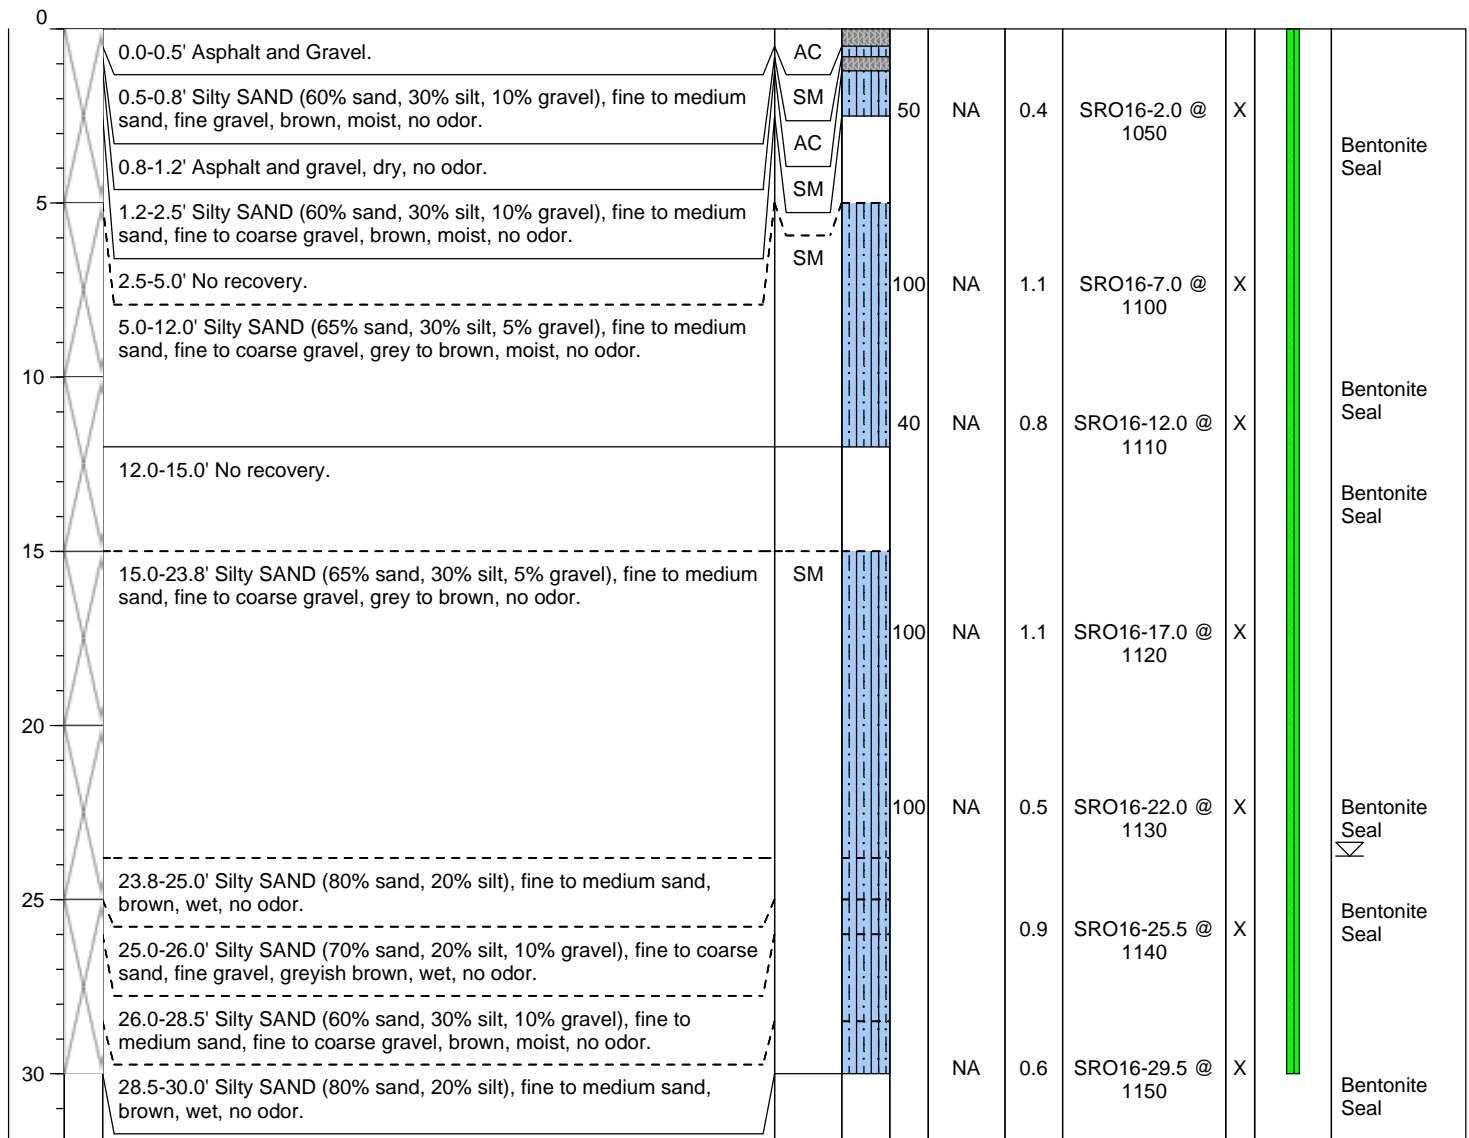 0
0.0-0.5' Asphalt and Gravel.
AC
0.5-0.8' Silty SAND (60% sand, 30% silt, 10% gravel), fine to medium
sand, fine gravel, brown, moist, no odor.
SM
50 NA 0.4 SRO16-2.0 @ X
1050
Bentonite
Seal
AC
0.8-1.2' Asphalt and gravel, dry, no odor.
SM
5
1.2-2.5' Silty SAND (60% sand, 30% silt, 10% gravel), fine to medium
sand, fine to coarse gravel, brown, moist, no odor.
SM
2.5-5.0' No recovery.
100 NA 1.1 SRO16-7.0 @ X
1100
5.0-12.0' Silty SAND (65% sand, 30% silt, 5% gravel), fine to medium
sand, fine to coarse gravel, grey to brown, moist, no odor.
10
Bentonite
Seal
40 NA 0.8 SRO16-12.0 @ X
1110
12.0-15.0' No recovery.
Bentonite
Seal
15
15.0-23.8' Silty SAND (65% sand, 30% silt, 5% gravel), fine to medium
sand, fine to coarse gravel, grey to brown, no odor.
SM
100 NA 1.1 SRO16-17.0 @ X
1120
20
100 NA 0.5 SRO16-22.0 @ X
1130
Bentonite
Seal
23.8-25.0' Silty SAND (80% sand, 20% silt), fine to medium sand,
brown, wet, no odor.
25
Bentonite
Seal
0.9 SRO16-25.5 @ X
1140
25.0-26.0' Silty SAND (70% sand, 20% silt, 10% gravel), fine to coarse
sand, fine gravel, greyish brown, wet, no odor.
26.0-28.5' Silty SAND (60% sand, 30% silt, 10% gravel), fine to
medium sand, fine to coarse gravel, brown, moist, no odor.
30
NA 0.6 SRO16-29.5 @ X
1150
28.5-30.0' Silty SAND (80% sand, 20% silt), fine to medium sand,
brown, wet, no odor.
Bentonite
Seal